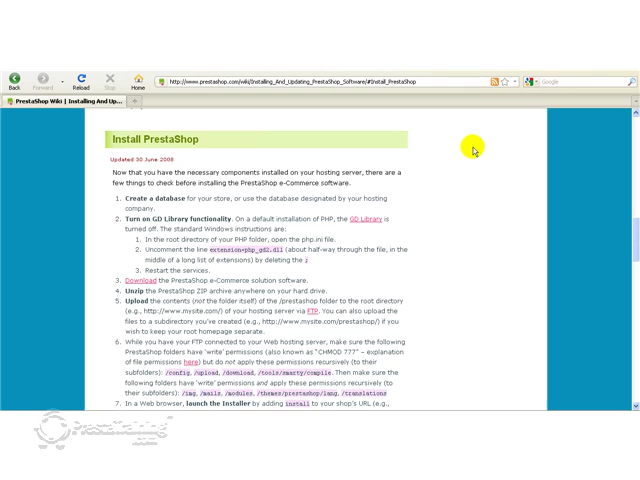 Back Forward Reload Stop Home
http://www.prestashop.com/wiki/Installing_And_Updating_PrestaShop_Software/#Install_PrestaShop
Google
PrestaShop Wiki | Installing And Up...
Install PrestaShop
Updated 30 June 2008
Now that you have the necessary components installed on your hosting server, there are a
few things to check before installing the PrestaShop e-Commerce software.
1. Create a database for your store, or use the database designated by your hosting
company.
2. Turn on GD Library functionality. On a default installation of PHP, the GD Library is
turned off. The standard Windows instructions are:
1. In the root directory of your PHP folder, open the php.ini file.
2. Uncomment the line extension=php_gd2.dll (about half-way through the file, in the
middle of a long list of extensions) by deleting the ;
3. Restart the services.
3. Download the PrestaShop e-Commerce solution software.
4. Unzip the PrestaShop ZIP archive anywhere on your hard drive.
5. Upload the contents (not the folder itself) of the /prestashop folder to the root directory
(e.g., http://www.mysite.com/) of your hosting server via FTP. You can also upload the
files to a subdirectory you've created (e.g., http://www.mysite.com/prestashop/) if you
wish to keep your root homepage separate.
6. While you have your FTP connected to your Web hosting server, make sure the following
PrestaShop folders have 'write' permissions (also known as "CHMOD 777" – explanation
of file permissions here) but do not apply these permissions recursively (to their
subfolders): /config, /upload, /download, /tools/smarty/compile. Then make sure the
following folders have 'write' permissions and apply these permissions recursively (to
their subfolders): /img, /mails, /modules, /themes/prestashop/lang, /translations
7. In a Web browser, launch the Installer by adding install to your shop's URL (e.g.,